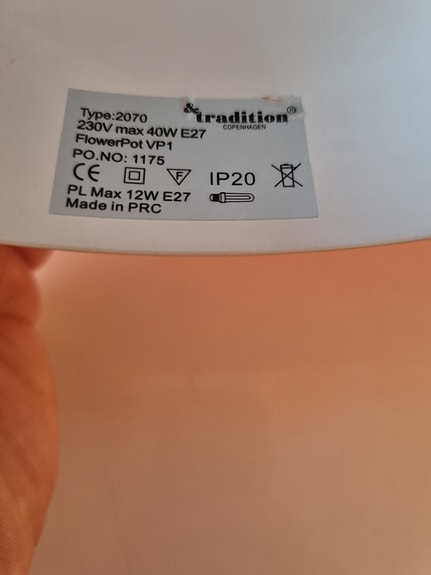 Type:2070
&tradition®
COPENHAGEN
230V max 40W E27
FlowerPot VP1
PO.NO: 1175
CE F IP20
PL Max 12W E27
Made in PRC